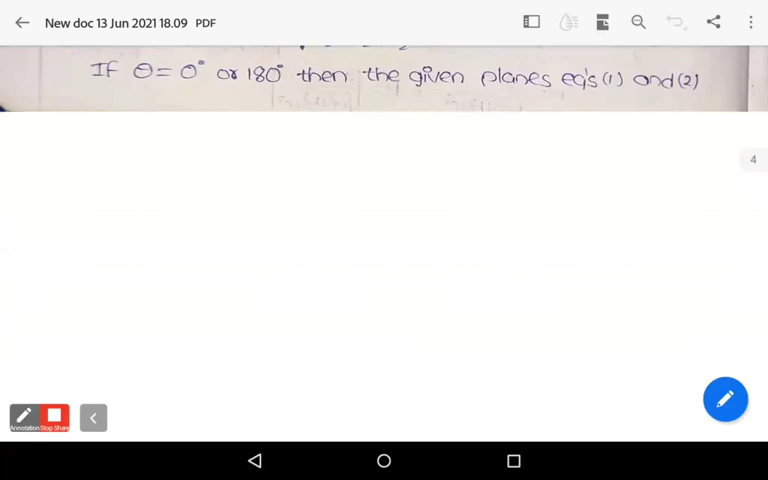 New doc 13 Jun 2021 18.09 PDF
If θ = 0° or 180° then the given planes eq's (1) and (2)
4
Annotation Stop Share